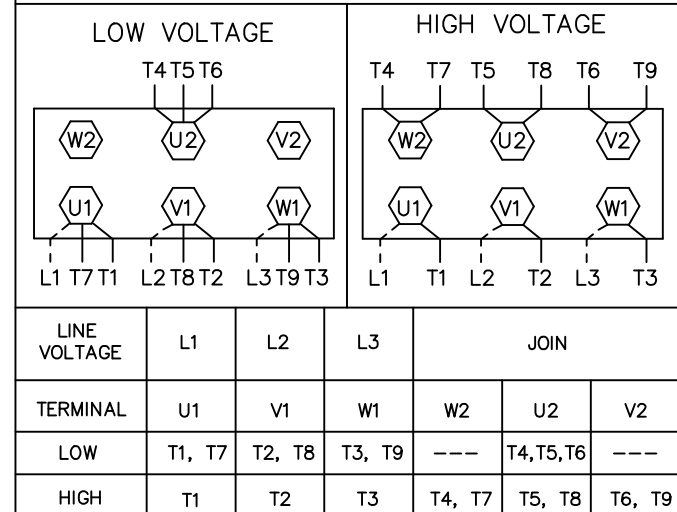 LOW VOLTAGE
T4 T5 T6
W2 U2 V2
U1 V1 W1
L1 T7 T1 L2 T8 T2 L3 T9 T3
HIGH VOLTAGE
T4 T7 T5 T8 T6 T9
W2 U2 V2
U1 V1 W1
L1 T1 L2 T2 L3 T3
LINE
VOLTAGE L1 L2 L3 JOIN
TERMINAL U1 V1 W1 W2 U2 V2
LOW T1, T7 T2, T8 T3, T9 --- T4,T5,T6 ---
HIGH T1 T2 T3 T4, T7 T5, T8 T6, T9